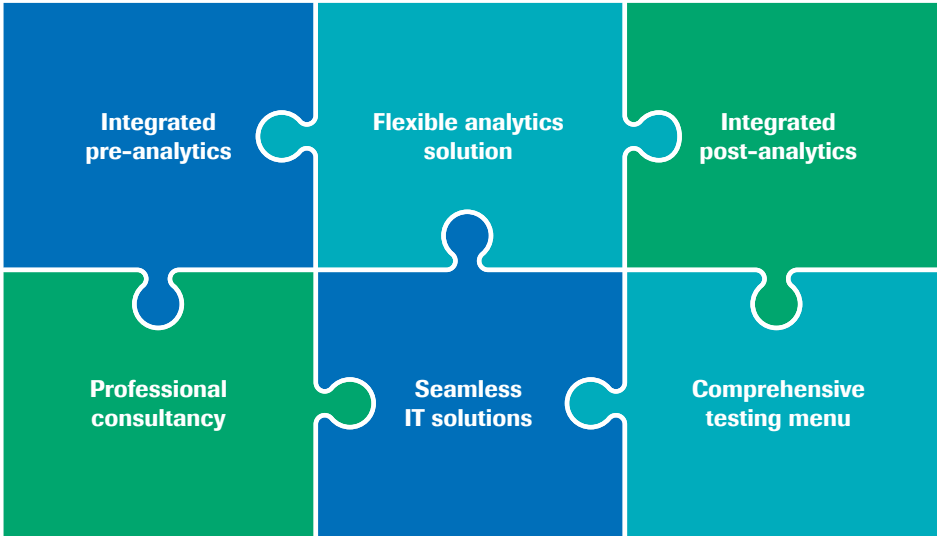 Integrated
pre-analytics
Flexible analytics
solution
Integrated
post-analytics
Professional
consultancy
Seamless
IT solutions
Comprehensive
testing menu